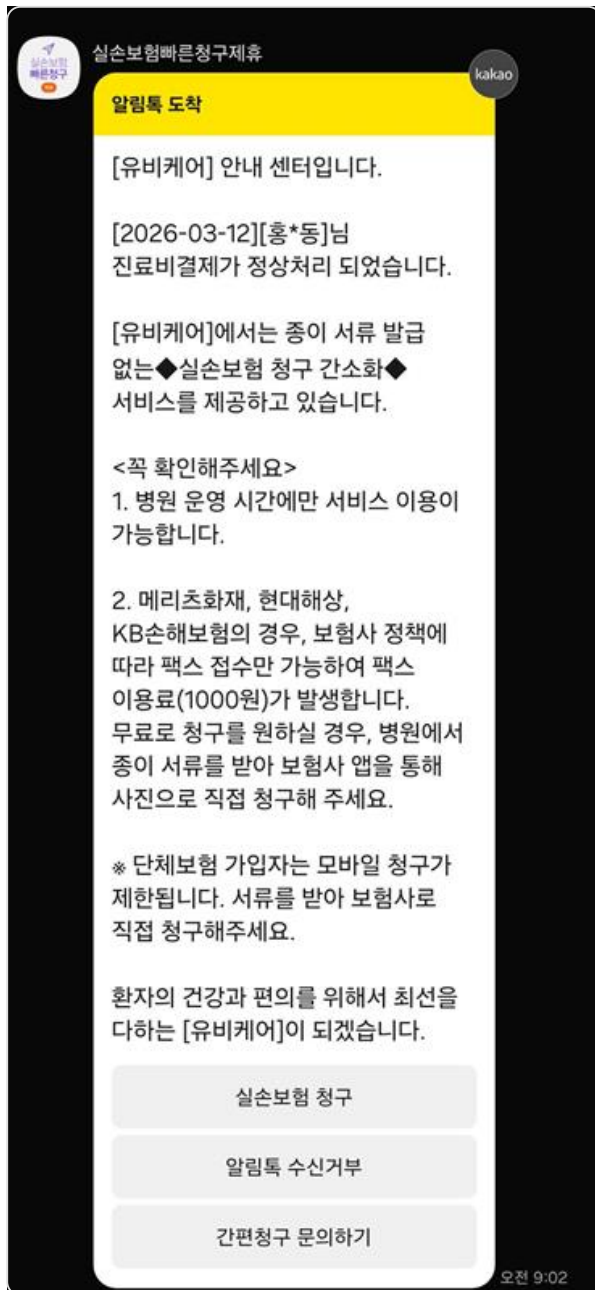 실손보험
빠른청구
실손보험빠른청구제휴
kakao
알림톡 도착
[유비케어] 안내 센터입니다.
[2026-03-12][홍*동]님
진료비결제가 정상처리 되었습니다.
[유비케어]에서는 종이 서류 발급
없는◆실손보험 청구 간소화◆
서비스를 제공하고 있습니다.
<꼭 확인해주세요>
1. 병원 운영 시간에만 서비스 이용이
가능합니다.
2. 메리츠화재, 현대해상,
KB손해보험의 경우, 보험사 정책에
따라 팩스 접수만 가능하여 팩스
이용료(1000원)가 발생합니다.
무료로 청구를 원하실 경우, 병원에서
종이 서류를 받아 보험사 앱을 통해
사진으로 직접 청구해 주세요.
※ 단체보험 가입자는 모바일 청구가
제한됩니다. 서류를 받아 보험사로
직접 청구해주세요.
환자의 건강과 편의를 위해서 최선을
다하는 [유비케어]이 되겠습니다.
실손보험 청구
알림톡 수신거부
간편청구 문의하기
오전 9:02